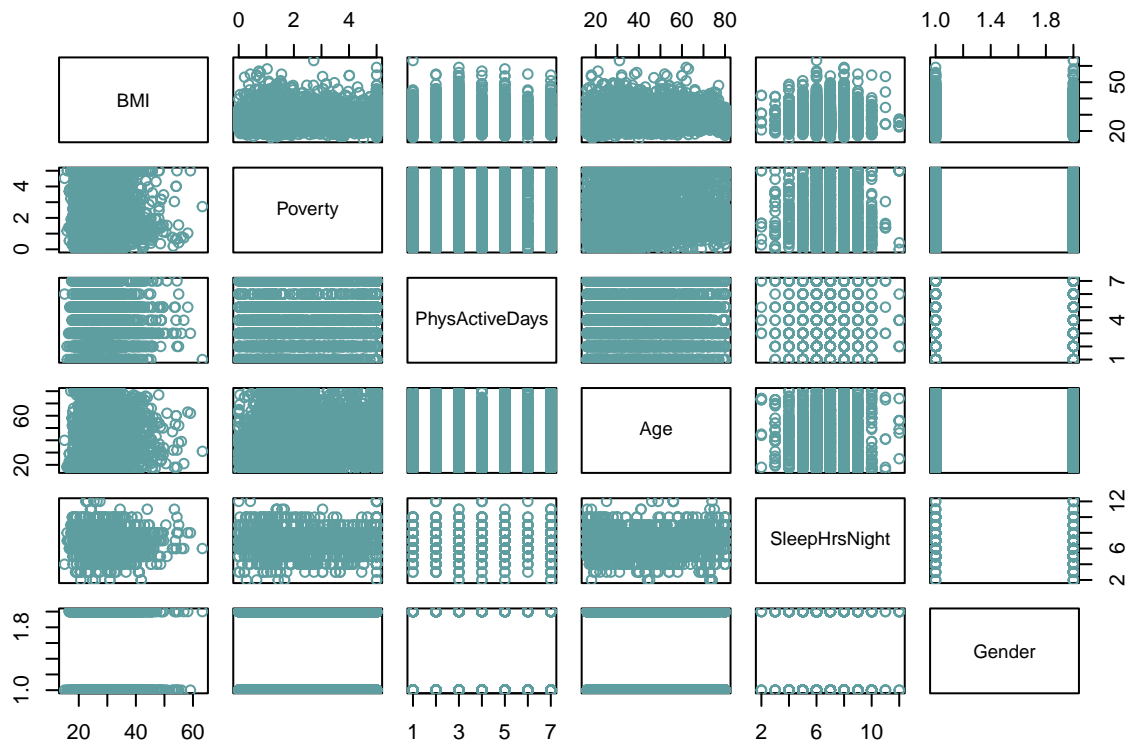 0 2 4 20 40 60 80 1.0 1.4 1.8
BMI 20 50
0 2 4 Poverty
PhysActiveDays 1 4 7
20 60 Age
SleepHrsNight 2 6 12
1.0 1.8 Gender
20 40 60 1 3 5 7 2 6 10